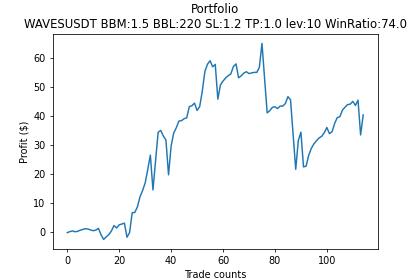 Portfolio
WAVESUSDT BBM:1.5 BBL:220 SL:1.2 TP:1.0 lev:10 WinRatio:74.0
Profit ($)
60
50
40
30
20
10
0
0 20 40 60 80 100
Trade counts